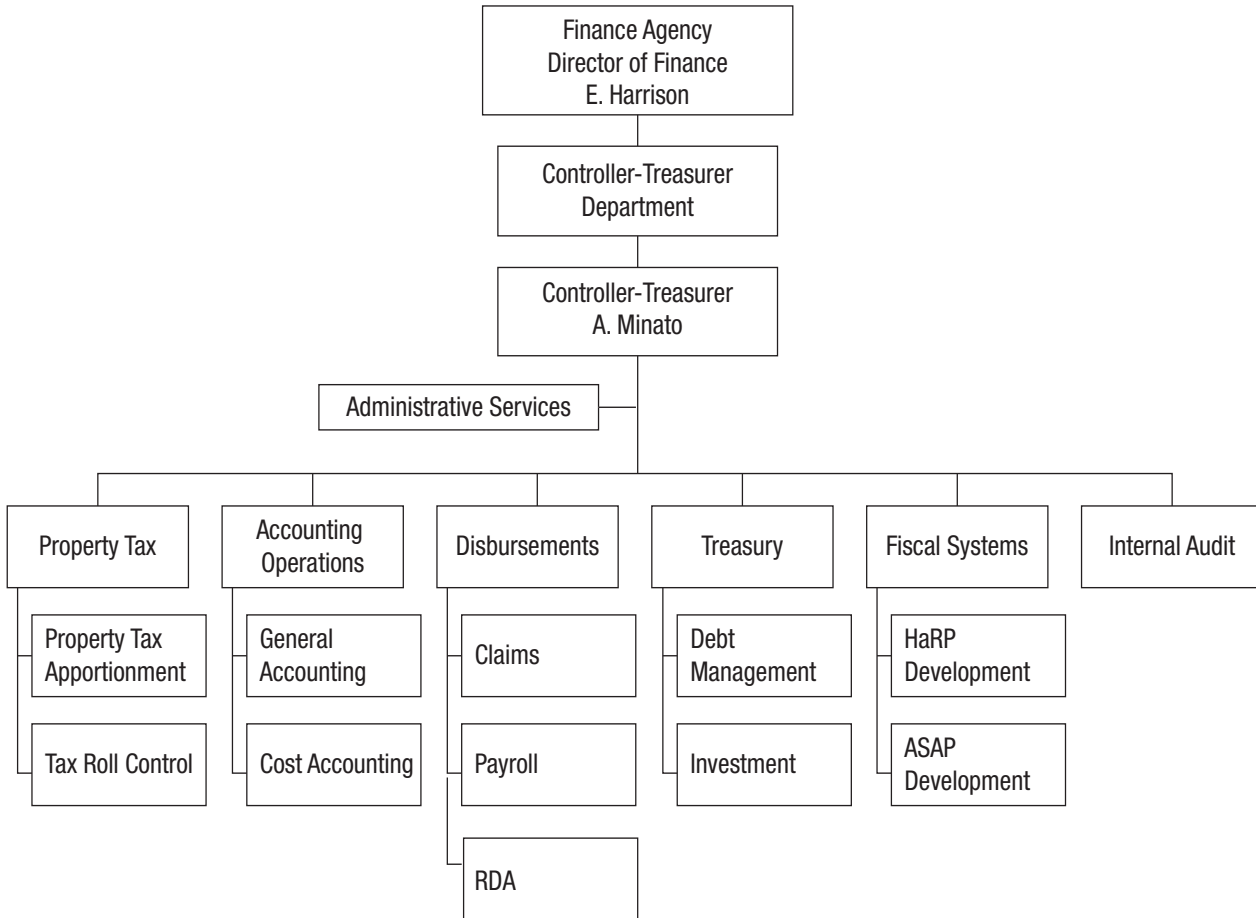 Finance Agency
Director of Finance
E. Harrison
Controller-Treasurer
Department
Controller-Treasurer
A. Minato
Administrative Services
Property Tax
Accounting
Operations
Disbursements
Treasury
Fiscal Systems
Internal Audit
Property Tax
Apportionment
General
Accounting
Claims
Debt
Management
HaRP
Development
Tax Roll Control
Cost Accounting
Payroll
Investment
ASAP
Development
RDA